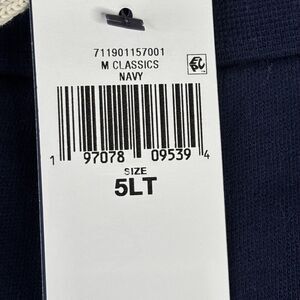 711901157001
M CLASSICS
NAVY
1 97078 09539 4
SIZE
5LT